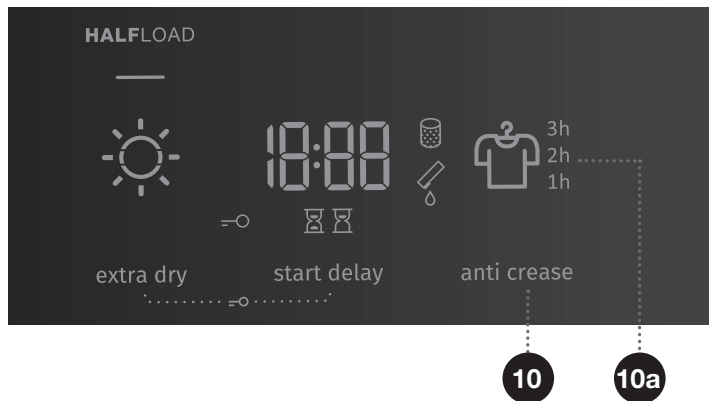 HALFLOAD
18:88
3h
2h
1h
extra dry
start delay
anti crease
10
10a